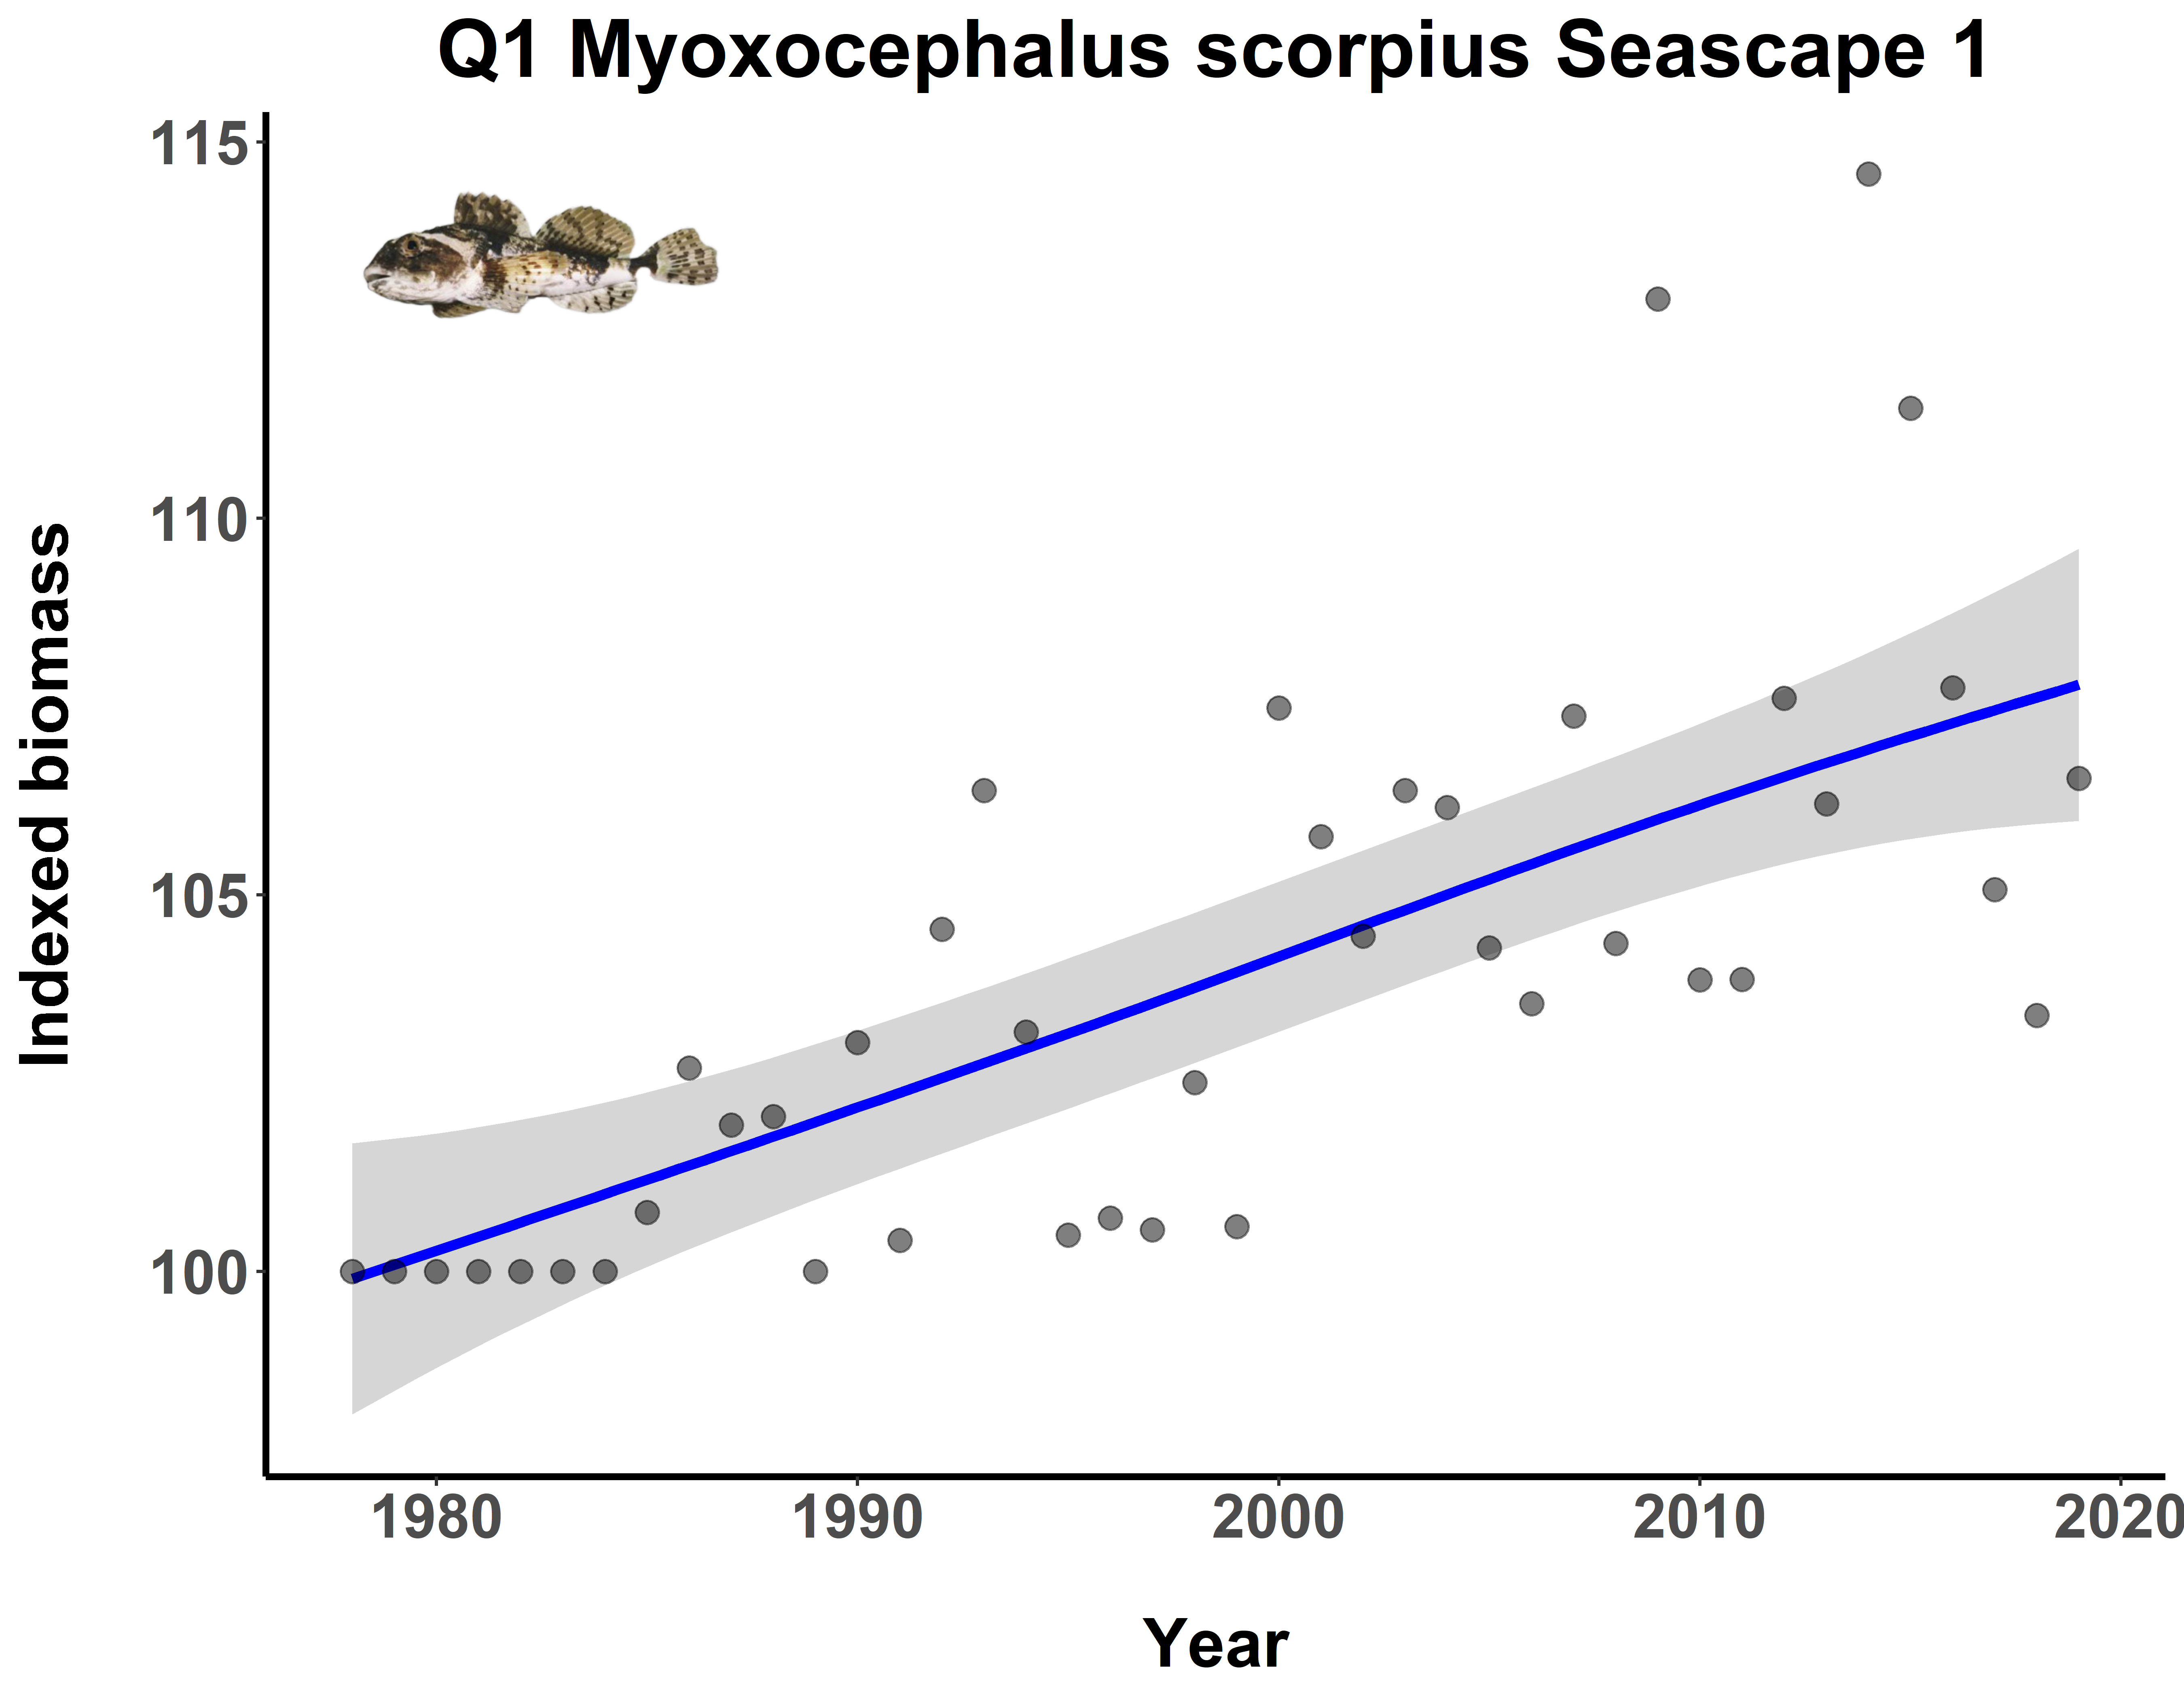 Q1 Myoxocephalus scorpius Seascape 1
115
110
105
100
Indexed biomass
1980 1990 2000 2010 2020
Year